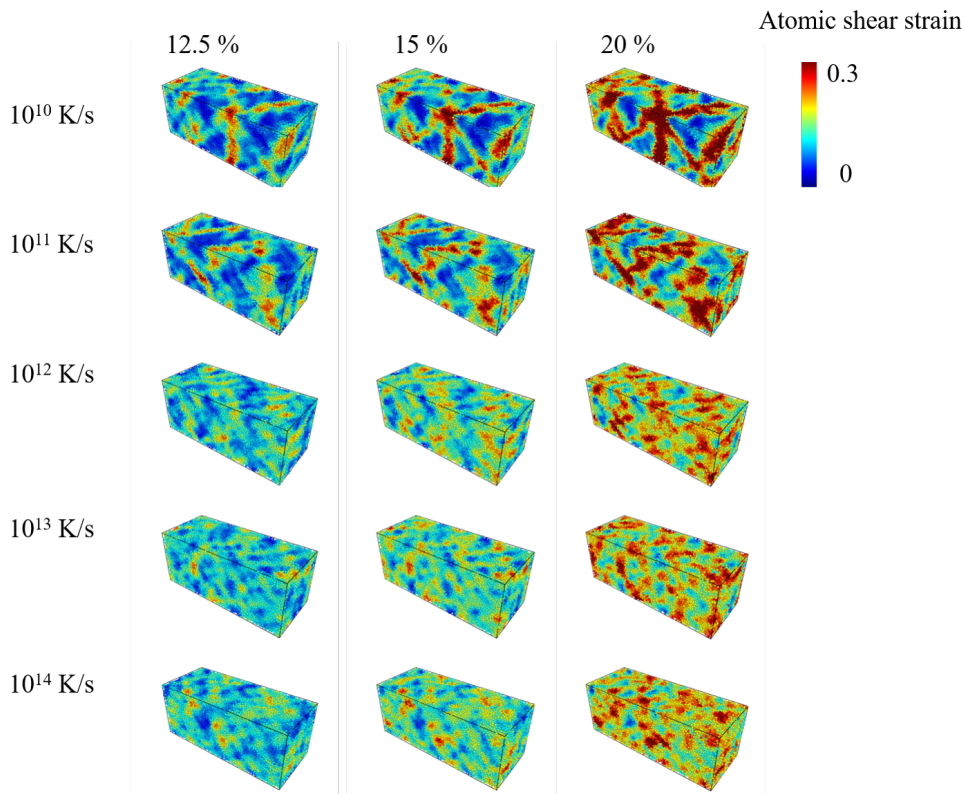 Atomic shear strain
12.5 %
15 %
20 %
0.3
0
10¹⁰ K/s
10¹¹ K/s
10¹² K/s
10¹³ K/s
10¹⁴ K/s